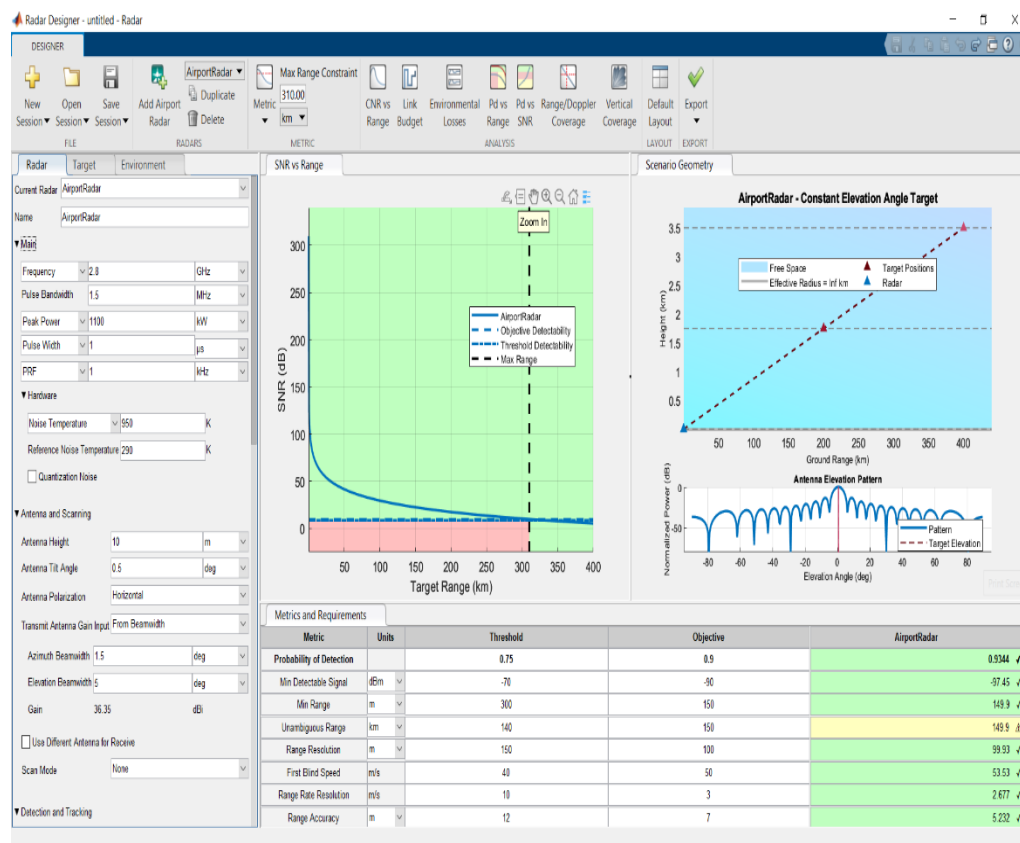 Radar Designer - untitled - Radar
DESIGNER
New Session
Open Session
Save Session
FILE
Add Airport Radar
AirportRadar
Duplicate
Delete
RADARS
Metric
Max Range Constraint
310.00
km
METRIC
CNR vs Range
Link Budget
Environmental Losses
Pd vs Range
Pd vs SNR
Range/Doppler Coverage
Vertical Coverage
ANALYSIS
Default Layout
LAYOUT
Export
EXPORT
Radar Target Environment
Current Radar AirportRadar
Name AirportRadar
Main
Frequency 2.8 GHz
Pulse Bandwidth 1.5 MHz
Peak Power 1100 kW
Pulse Width 1 µs
PRF 1 kHz
Hardware
Noise Temperature 950 K
Reference Noise Temperature 290 K
Quantization Noise
Antenna and Scanning
Antenna Height 10 m
Antenna Tilt Angle 0.5 deg
Antenna Polarization Horizontal
Transmit Antenna Gain Input From Beamwidth
Azimuth Beamwidth 1.5 deg
Elevation Beamwidth 5 deg
Gain 36.35 dBi
Use Different Antenna for Receive
Scan Mode None
Detection and Tracking
SNR vs Range
Zoom In
SNR (dB)
300
250
200
150
100
50
0
AirportRadar
Objective Detectability
Threshold Detectability
Max Range
50 100 150 200 250 300 350 400
Target Range (km)
Scenario Geometry
AirportRadar - Constant Elevation Angle Target
Height (km)
3.5
3
2.5
2
1.5
1
0.5
Free Space Target Positions
Effective Radius = Inf km Radar
50 100 150 200 250 300 350 400
Ground Range (km)
Antenna Elevation Pattern
Normalized Power (dB)
0
-50
Pattern
Target Elevation
-80 -60 -40 -20 0 20 40 60 80
Elevation Angle (deg)
Metrics and Requirements
Metric Units Threshold Objective AirportRadar
Probability of Detection 0.75 0.9 0.9344
Min Detectable Signal dBm -70 -90 -97.45
Min Range m 300 150 149.9
Unambiguous Range km 140 150 149.9
Range Resolution m 150 100 99.93
First Blind Speed m/s 40 50 53.53
Range Rate Resolution m/s 10 3 2.677
Range Accuracy m 12 7 5.232